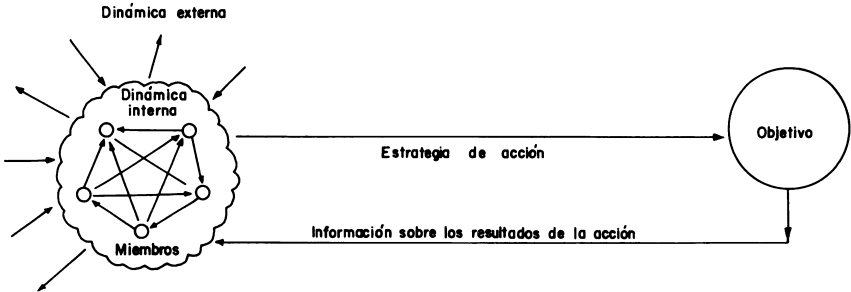 Dinámica externa
Dinámica
interna
Miembros
Estrategia de acción
Objetivo
Información sobre los resultados de la acción